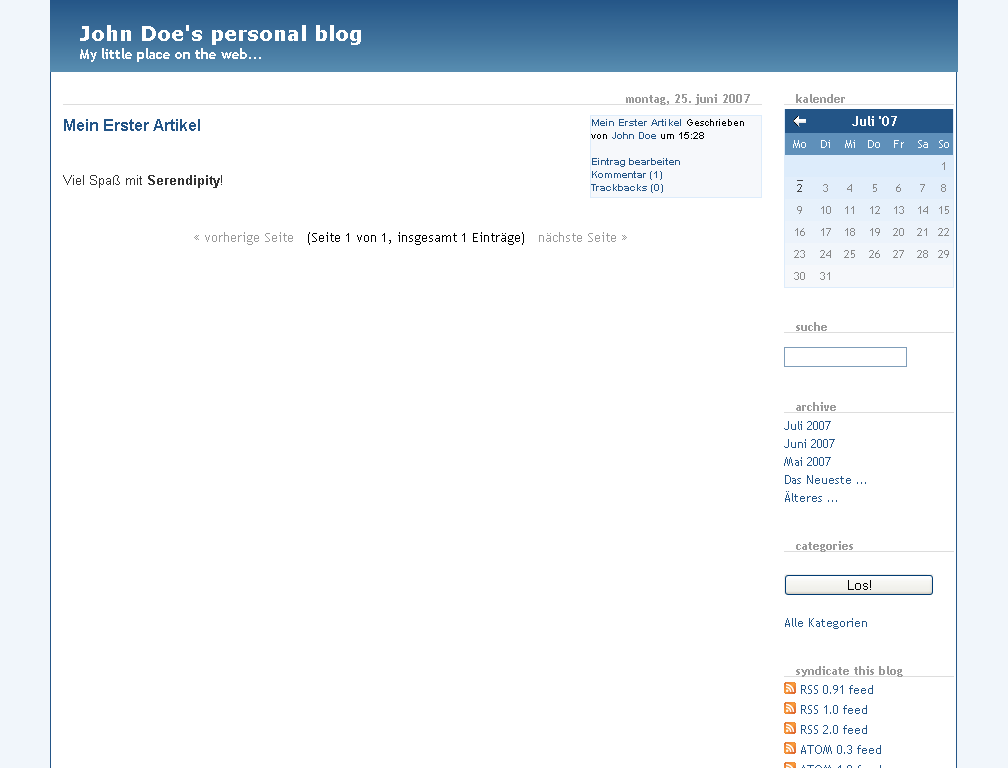 John Doe's personal blog
My little place on the web...
montag, 25. juni 2007
Mein Erster Artikel
Mein Erster Artikel Geschrieben
von John Doe um 15:28
Eintrag bearbeiten
Kommentar (1)
Trackbacks (0)
Viel Spaß mit Serendipity!
« vorherige Seite (Seite 1 von 1, insgesamt 1 Einträge) nächste Seite »
kalender
Juli '07
Mo Di Mi Do Fr Sa So
1
2 3 4 5 6 7 8
9 10 11 12 13 14 15
16 17 18 19 20 21 22
23 24 25 26 27 28 29
30 31
suche
archive
Juli 2007
Juni 2007
Mai 2007
Das Neueste ...
Älteres ...
categories
Los!
Alle Kategorien
syndicate this blog
RSS 0.91 feed
RSS 1.0 feed
RSS 2.0 feed
ATOM 0.3 feed